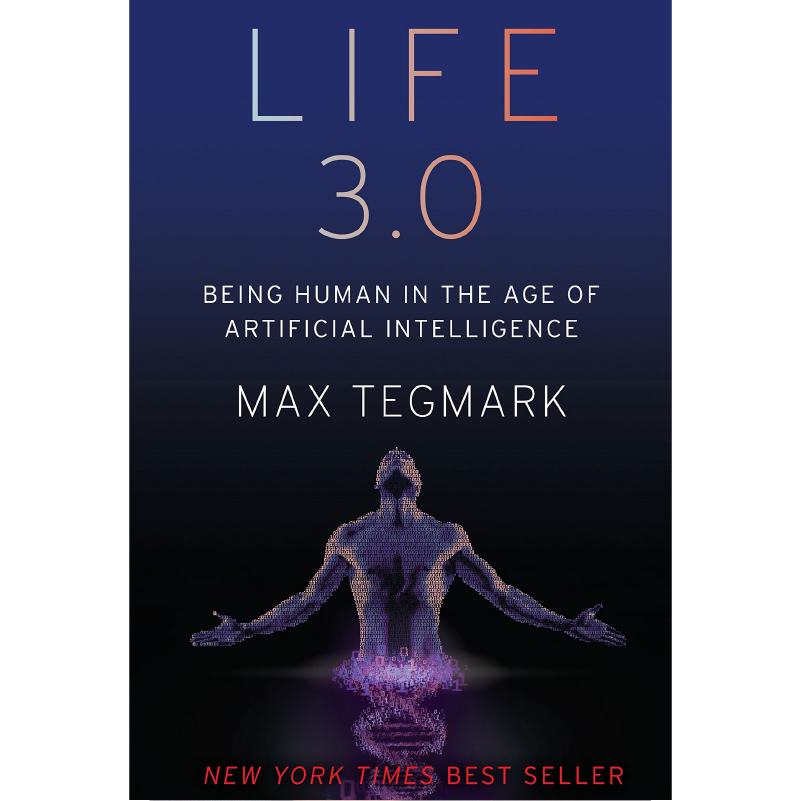 LIFE
3.0
BEING HUMAN IN THE AGE OF
ARTIFICIAL INTELLIGENCE
MAX TEGMARK
NEW YORK TIMES BEST SELLER